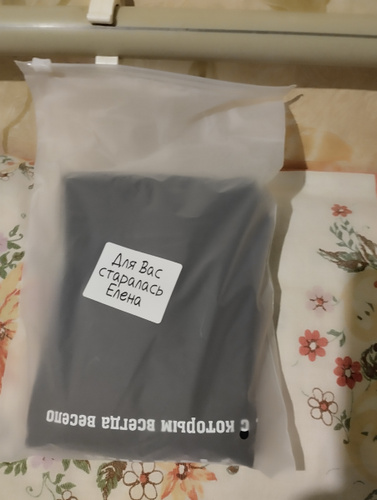 Для Вас
старалась
Елена
с которым всегда весело